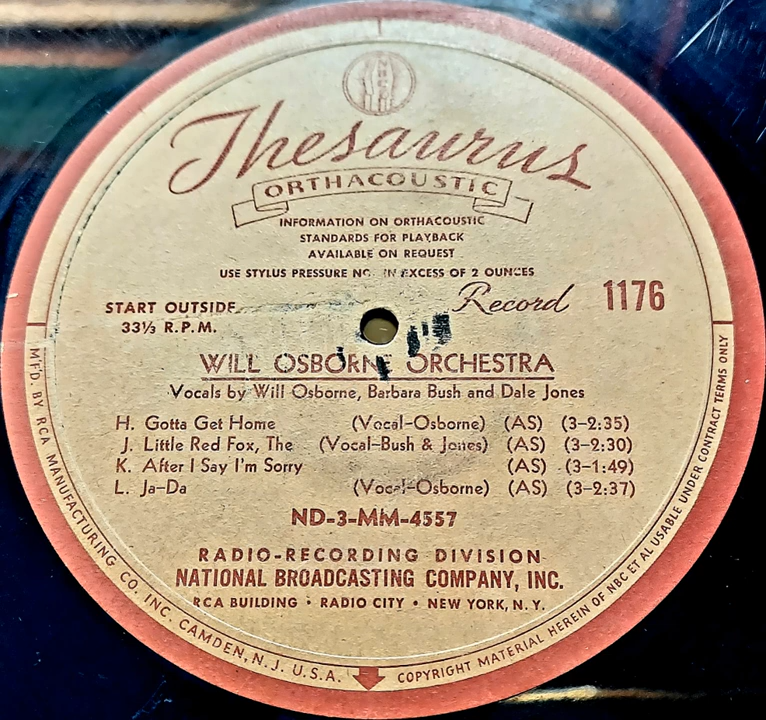 NBC
Thesaurus
ORTHACOUSTIC
INFORMATION ON ORTHACOUSTIC
STANDARDS FOR PLAYBACK
AVAILABLE ON REQUEST
USE STYLUS PRESSURE NOT IN EXCESS OF 2 OUNCES
START OUTSIDE Record 1176
33⅓ R.P.M.
WILL OSBORNE ORCHESTRA
Vocals by Will Osborne, Barbara Bush and Dale Jones
H. Gotta Get Home (Vocal-Osborne) (AS) (3-2:35)
J. Little Red Fox, The (Vocal-Bush & Jones) (AS) (3-2:30)
K. After I Say I'm Sorry (AS) (3-1:49)
L. Ja-Da (Vocal-Osborne) (AS) (3-2:37)
ND-3-MM-4557
RADIO-RECORDING DIVISION
NATIONAL BROADCASTING COMPANY, INC.
RCA BUILDING • RADIO CITY • NEW YORK, N. Y.
MF'D. BY RCA MANUFACTURING CO. INC. CAMDEN, N. J. U.S.A.
COPYRIGHT MATERIAL HEREIN OF NBC ET AL USABLE UNDER CONTRACT TERMS ONLY